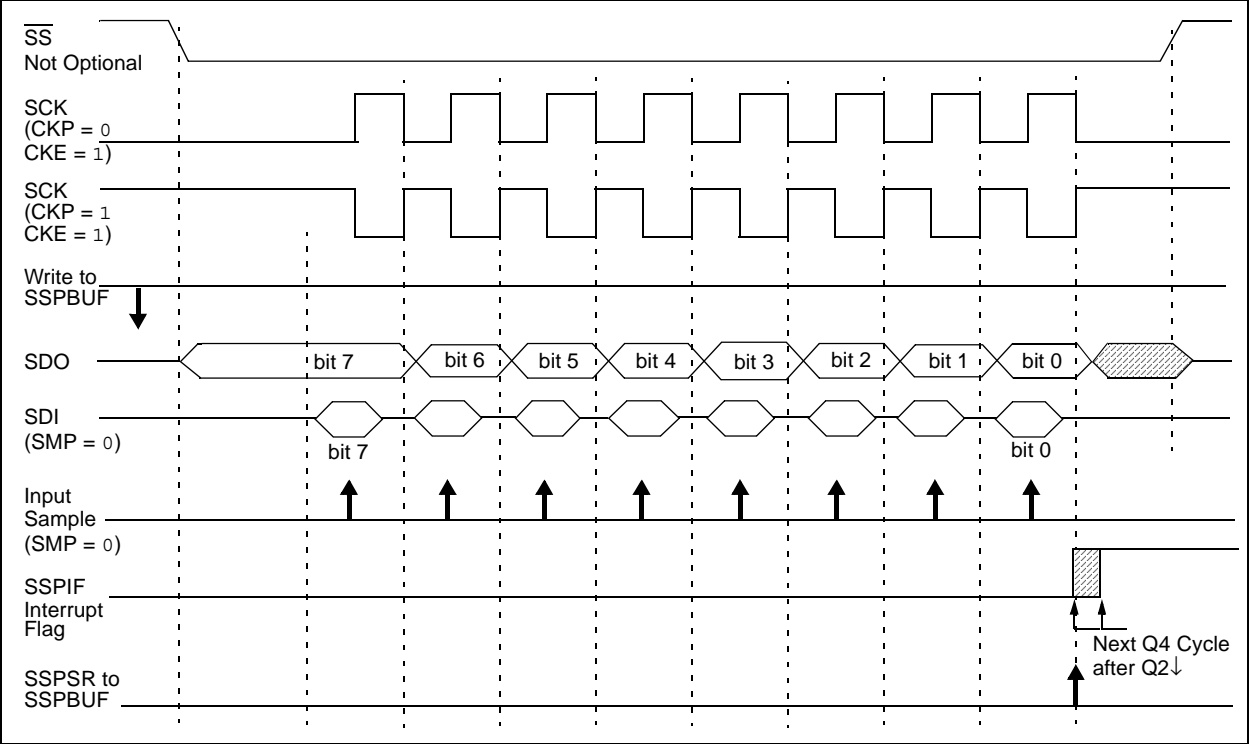 SS
Not Optional
SCK
(CKP = 0
CKE = 1)
SCK
(CKP = 1
CKE = 1)
Write to
SSPBUF
SDO
bit 7 bit 6 bit 5 bit 4 bit 3 bit 2 bit 1 bit 0
SDI
(SMP = 0)
bit 7 bit 0
Input
Sample
(SMP = 0)
SSPIF
Interrupt
Flag
Next Q4 Cycle
after Q2↓
SSPSR to
SSPBUF